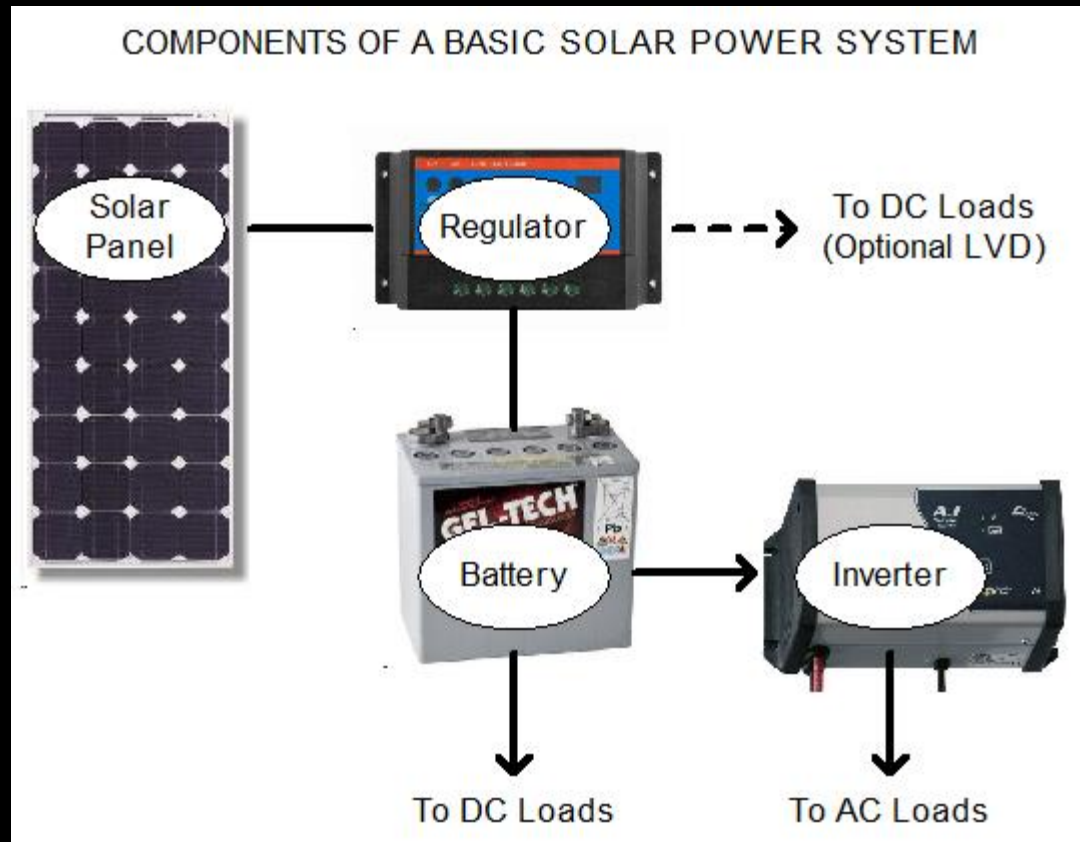 COMPONENTS OF A BASIC SOLAR POWER SYSTEM
Solar
Panel
Regulator
To DC Loads
(Optional LVD)
GEL-TECH
Pb
Battery
A.J
Inverter
To DC Loads
To AC Loads